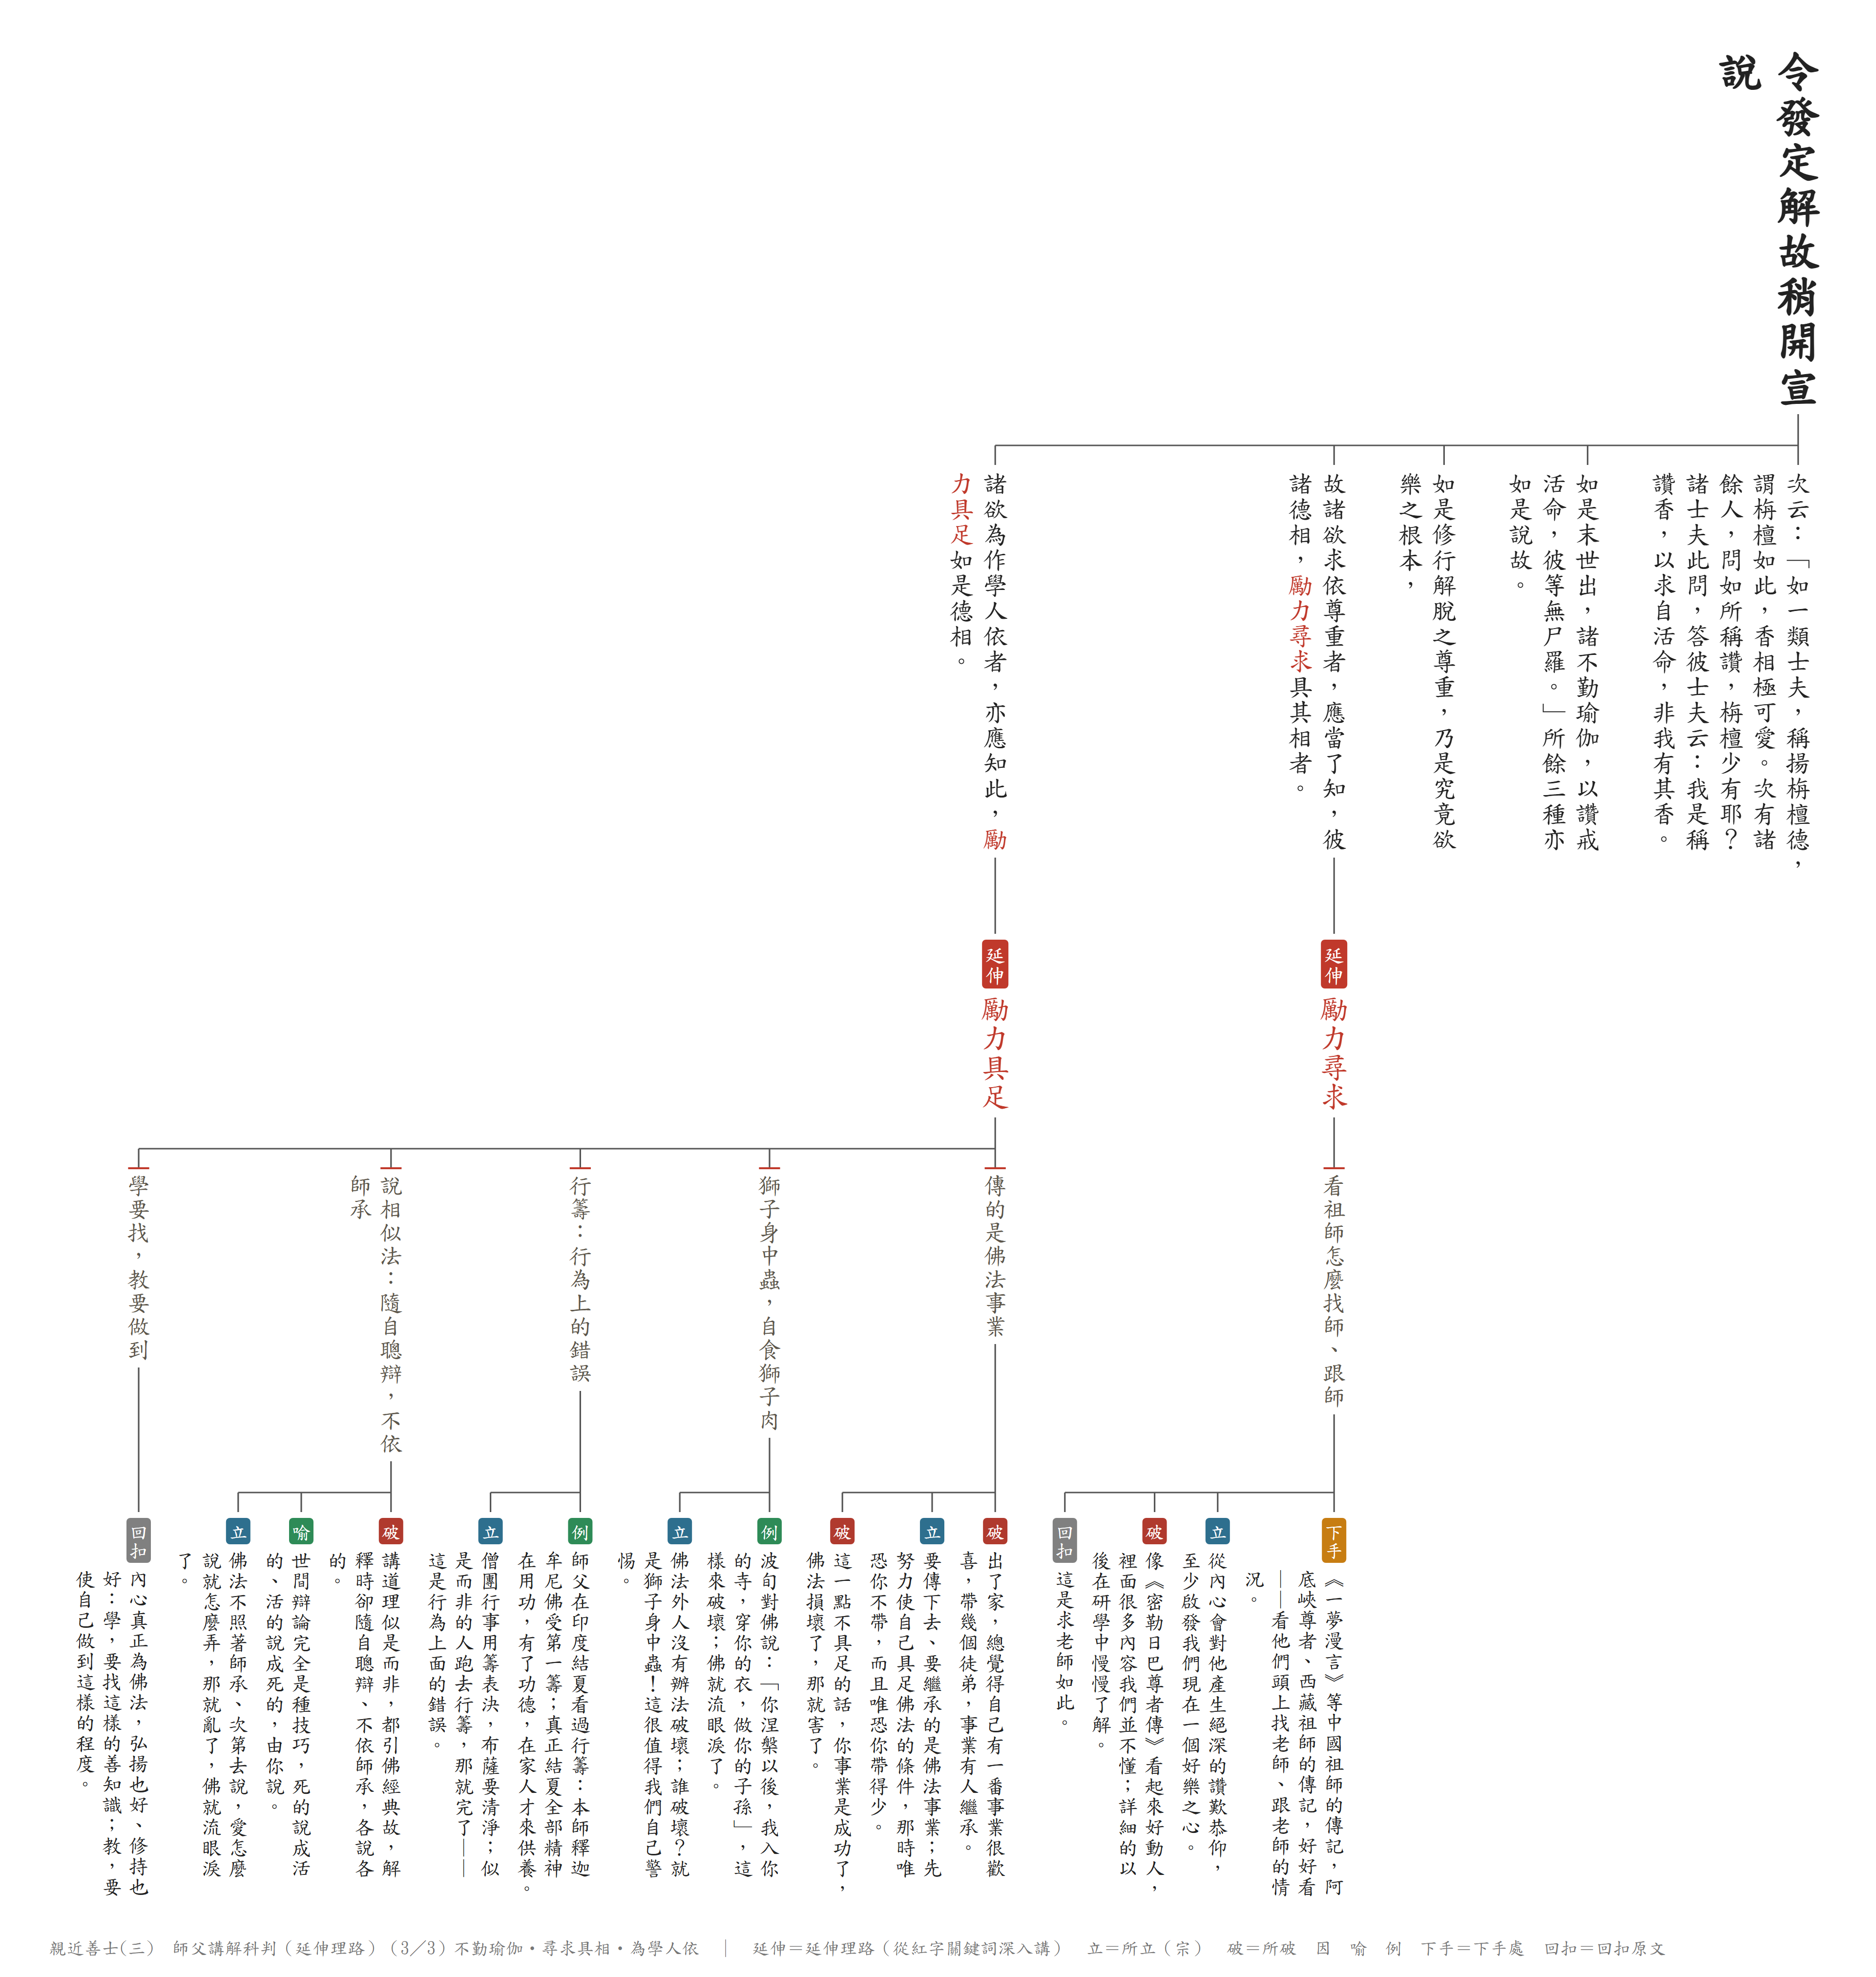 令發定解故稍開宣
說
次云：「如一類士夫，稱揚栴檀德，
謂栴檀如此，香相極可愛。次有諸
餘人，問如所稱讚，栴檀少有耶？
諸士夫此問，答彼士夫云：我是稱
讚香，以求自活命，非我有其香。
如是末世出，諸不勤瑜伽，以讚戒
活命，彼等無尸羅。」所餘三種亦
如是說故。
如是修行解脫之尊重，乃是究竟欲
樂之根本，
故諸欲求依尊重者，應當了知，彼
諸德相，勵力尋求具其相者。
諸欲為作學人依者，亦應知此，勵
力具足如是德相。
延伸
勵力尋求
延伸
勵力具足
看祖師怎麼找師、跟師
傳的是佛法事業
獅子身中蟲，自食獅子肉
行籌：行為上的錯誤
說相似法：隨自聰辯，不依
師承
學要找，教要做到
下手
《一夢漫言》等中國祖師的傳記，阿
底峽尊者、西藏祖師的傳記，好好看
——看他們頭上找老師、跟老師的情
況。
立
從內心會對他產生絕深的讚歎恭仰，
至少啟發我們現在一個好樂之心。
破
像《密勒日巴尊者傳》看起來好動人，
裡面很多內容我們並不懂；詳細的以
後在研學中慢慢了解。
回扣
這是求老師如此。
破
出了家，總覺得自己有一番事業很歡
喜，帶幾個徒弟，事業有人繼承。
立
要傳下去、要繼承的是佛法事業；先
努力使自己具足佛法的條件，那時唯
恐你不帶，而且唯恐你帶得少。
破
這一點不具足的話，你事業是成功了，
佛法損壞了，那就害了。
例
波旬對佛說：「你涅槃以後，我入你
的寺，穿你的衣，做你的子孫」，這
樣來破壞；佛就流眼淚了。
立
佛法外人沒有辦法破壞；誰破壞？就
是獅子身中蟲！這很值得我們自己警
惕。
例
師父在印度結夏看過行籌：本師釋迦
牟尼佛受第一籌；真正結夏全部精神
在用功，有了功德，在家人才來供養。
立
僧團行事用籌表決，布薩要清淨；似
是而非的人跑去行籌，那就完了——
這是行為上面的錯誤。
破
講道理似是而非，都引佛經典故，解
釋時卻隨自聰辯、不依師承，各說各
的。
喻
世間辯論完全是種技巧，死的說成活
的、活的說成死的，由你說。
立
佛法不照著師承、次第去說，愛怎麼
說就怎麼弄，那就亂了，佛就流眼淚
了。
回扣
內心真正為佛法，弘揚也好、修持也
好：學，要找這樣的善知識；教，要
使自己做到這樣的程度。
親近善士(三)　師父講解科判（延伸理路）（3／3）不勤瑜伽・尋求具相・為學人依　｜　延伸＝延伸理路（從紅字關鍵詞深入講）　立＝所立（宗）　破＝所破　因　喻　例　下手＝下手處　回扣＝回扣原文